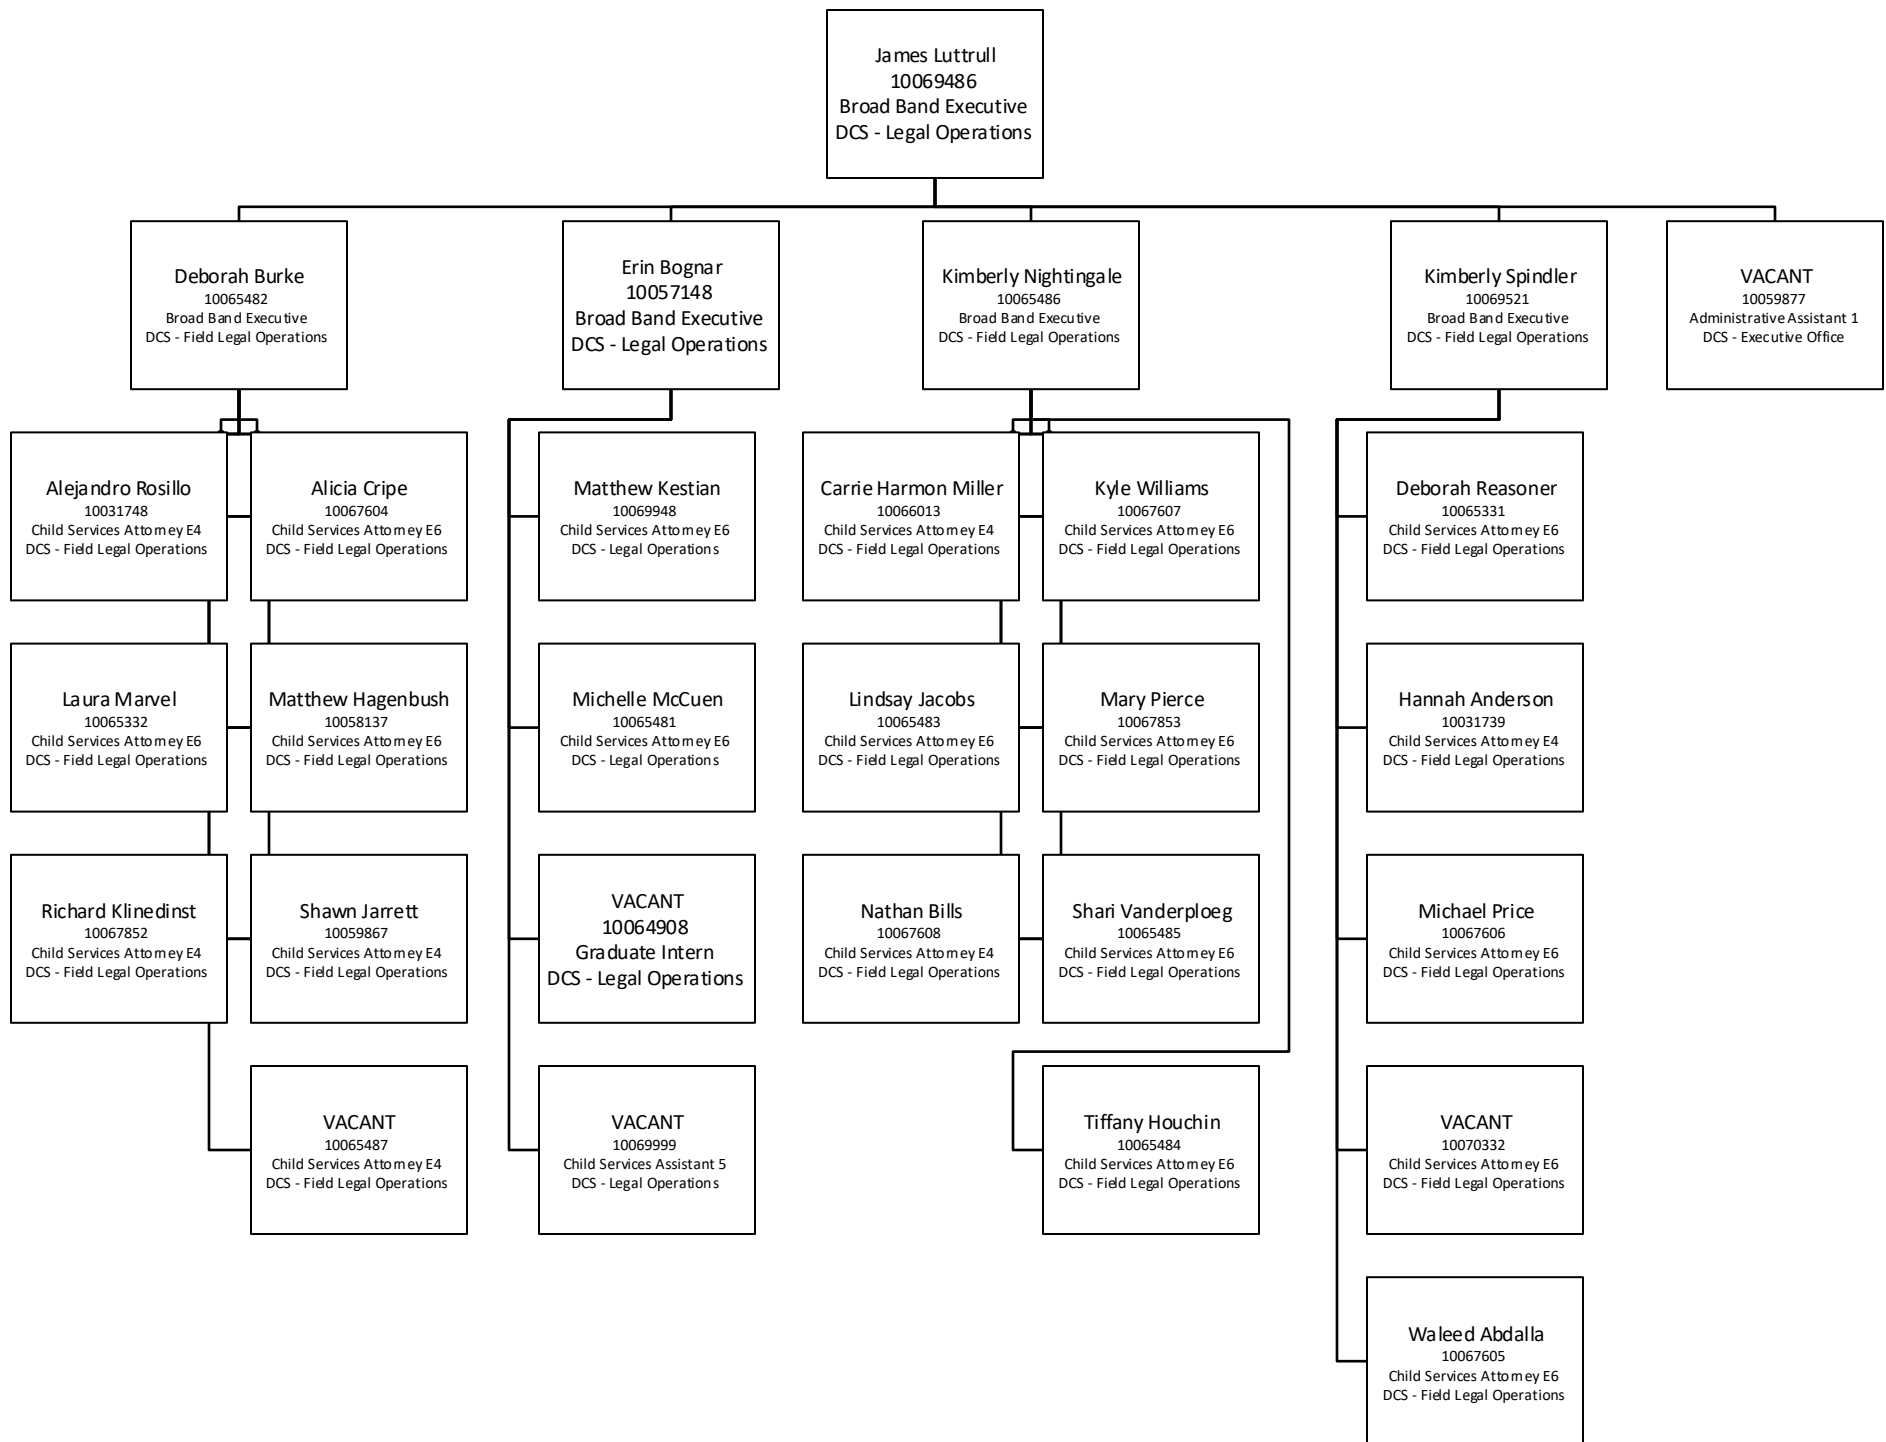 James Luttrull
10069486
Broad Band Executive
DCS - Legal Operations
Deborah Burke
10065482
Broad Band Executive
DCS - Field Legal Operations
Erin Bognar
10057148
Broad Band Executive
DCS - Legal Operations
Kimberly Nightingale
10065486
Broad Band Executive
DCS - Field Legal Operations
Kimberly Spindler
10069521
Broad Band Executive
DCS - Field Legal Operations
VACANT
10059877
Administrative Assistant 1
DCS - Executive Office
Alejandro Rosillo
10031748
Child Services Attorney E4
DCS - Field Legal Operations
Alicia Cripe
10067604
Child Services Attorney E6
DCS - Field Legal Operations
Matthew Kestian
10069948
Child Services Attorney E6
DCS - Legal Operations
Carrie Harmon Miller
10066013
Child Services Attorney E4
DCS - Field Legal Operations
Kyle Williams
10067607
Child Services Attorney E6
DCS - Field Legal Operations
Deborah Reasoner
10065331
Child Services Attorney E6
DCS - Field Legal Operations
Laura Marvel
10065332
Child Services Attorney E6
DCS - Field Legal Operations
Matthew Hagenbush
10058137
Child Services Attorney E6
DCS - Field Legal Operations
Michelle McCuen
10065481
Child Services Attorney E6
DCS - Legal Operations
Lindsay Jacobs
10065483
Child Services Attorney E6
DCS - Field Legal Operations
Mary Pierce
10067853
Child Services Attorney E6
DCS - Field Legal Operations
Hannah Anderson
10031739
Child Services Attorney E4
DCS - Field Legal Operations
Richard Klinedinst
10067852
Child Services Attorney E4
DCS - Field Legal Operations
Shawn Jarrett
10059867
Child Services Attorney E4
DCS - Field Legal Operations
VACANT
10064908
Graduate Intern
DCS - Legal Operations
Nathan Bills
10067608
Child Services Attorney E4
DCS - Field Legal Operations
Shari Vanderploeg
10065485
Child Services Attorney E6
DCS - Field Legal Operations
Michael Price
10067606
Child Services Attorney E6
DCS - Field Legal Operations
VACANT
10065487
Child Services Attorney E4
DCS - Field Legal Operations
VACANT
10069999
Child Services Assistant 5
DCS - Legal Operations
Tiffany Houchin
10065484
Child Services Attorney E6
DCS - Field Legal Operations
VACANT
10070332
Child Services Attorney E6
DCS - Field Legal Operations
Waleed Abdalla
10067605
Child Services Attorney E6
DCS - Field Legal Operations